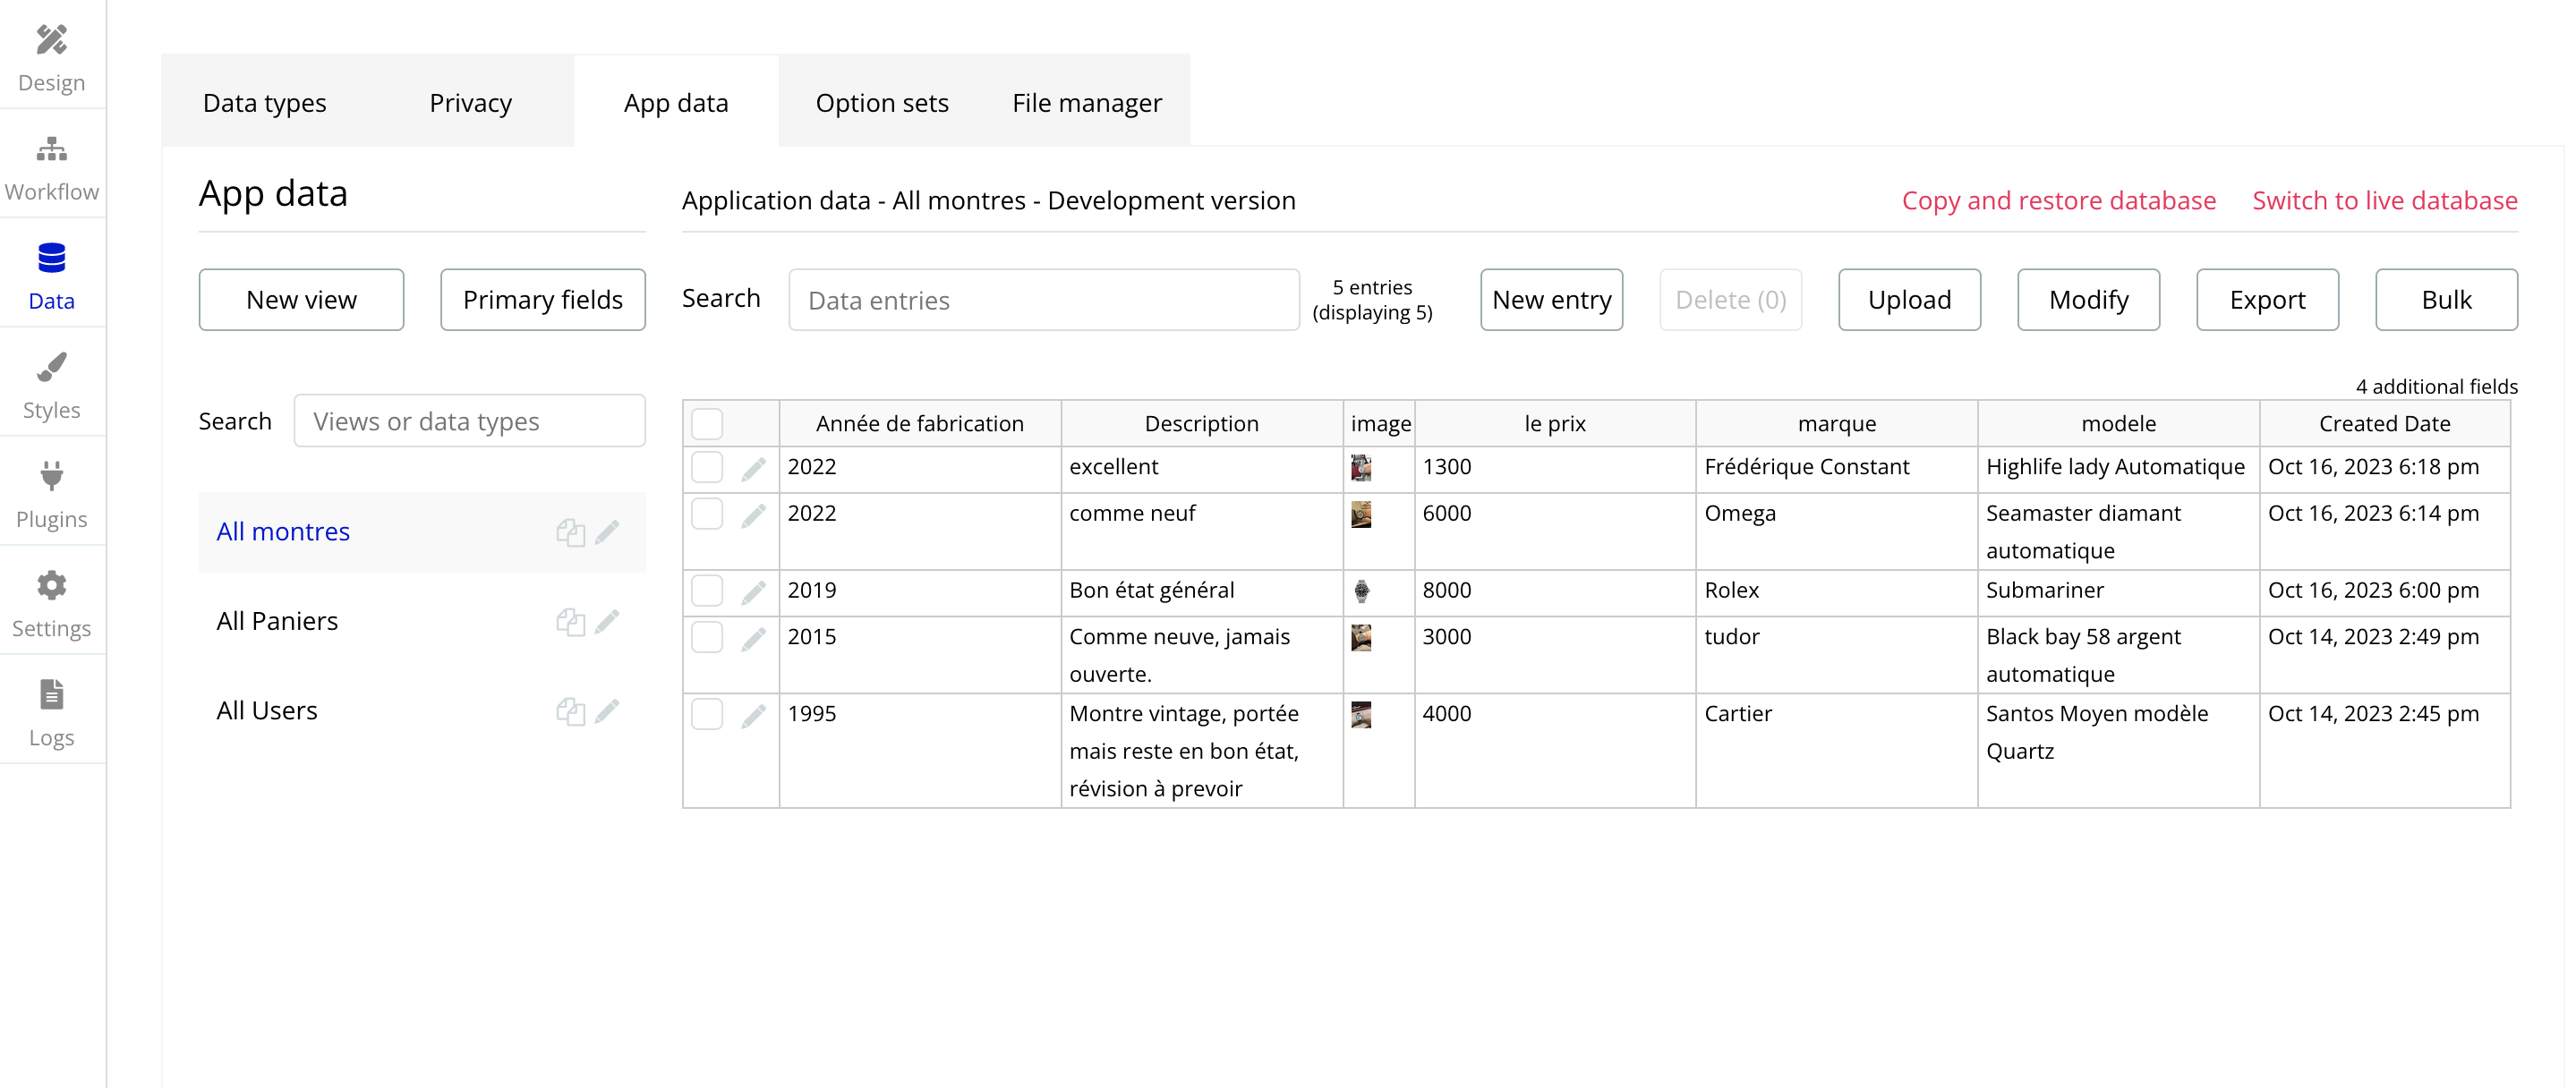 Design
Workflow
Data
Styles
Plugins
Settings
Logs
Data types
Privacy
App data
Option sets
File manager
App data
New view
Primary fields
Search
Views or data types
All montres
All Paniers
All Users
Application data - All montres - Development version
Copy and restore database
Switch to live database
Search
Data entries
5 entries
(displaying 5)
New entry
Delete (0)
Upload
Modify
Export
Bulk
4 additional fields
Année de fabrication
Description
image
le prix
marque
modele
Created Date
2022
excellent
1300
Frédérique Constant
Highlife lady Automatique
Oct 16, 2023 6:18 pm
2022
comme neuf
6000
Omega
Seamaster diamant
automatique
Oct 16, 2023 6:14 pm
2019
Bon état général
8000
Rolex
Submariner
Oct 16, 2023 6:00 pm
2015
Comme neuve, jamais
ouverte.
3000
tudor
Black bay 58 argent
automatique
Oct 14, 2023 2:49 pm
1995
Montre vintage, portée
mais reste en bon état,
révision à prevoir
4000
Cartier
Santos Moyen modèle
Quartz
Oct 14, 2023 2:45 pm